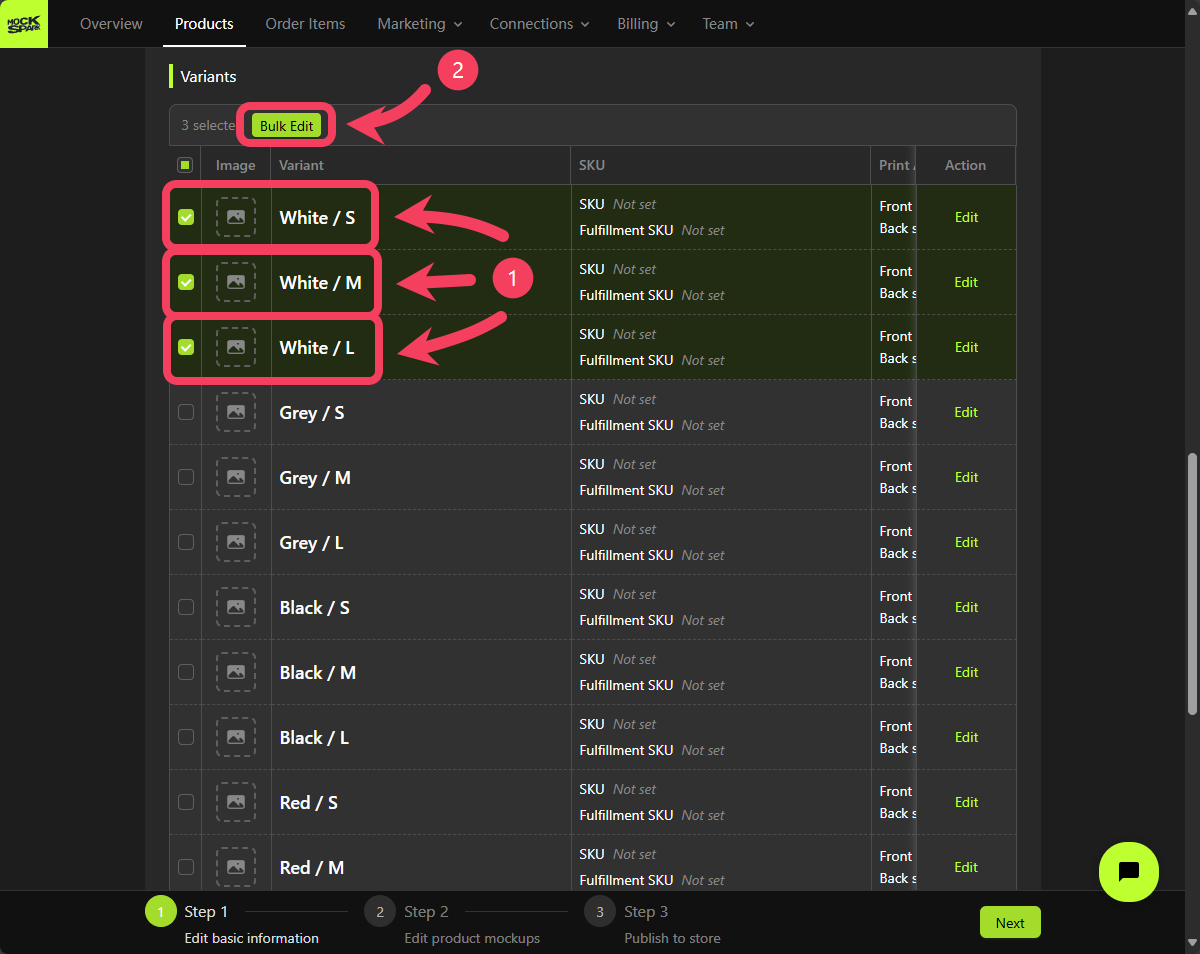 MOCK SPARK
Overview Products Order Items Marketing Connections Billing Team
Variants
2
3 selecte Bulk Edit
Image Variant SKU Print Action
White / S SKU Not set Front Edit
Fulfillment SKU Not set Back s
1
White / M SKU Not set Front Edit
Fulfillment SKU Not set Back s
White / L SKU Not set Front Edit
Fulfillment SKU Not set Back s
Grey / S SKU Not set Front Edit
Fulfillment SKU Not set Back s
Grey / M SKU Not set Front Edit
Fulfillment SKU Not set Back s
Grey / L SKU Not set Front Edit
Fulfillment SKU Not set Back s
Black / S SKU Not set Front Edit
Fulfillment SKU Not set Back s
Black / M SKU Not set Front Edit
Fulfillment SKU Not set Back s
Black / L SKU Not set Front Edit
Fulfillment SKU Not set Back s
Red / S SKU Not set Front Edit
Fulfillment SKU Not set Back s
Red / M SKU Not set Front Edit
Fulfillment SKU Not set Back s
1 Step 1 2 Step 2 3 Step 3
Edit basic information Edit product mockups Publish to store
Next